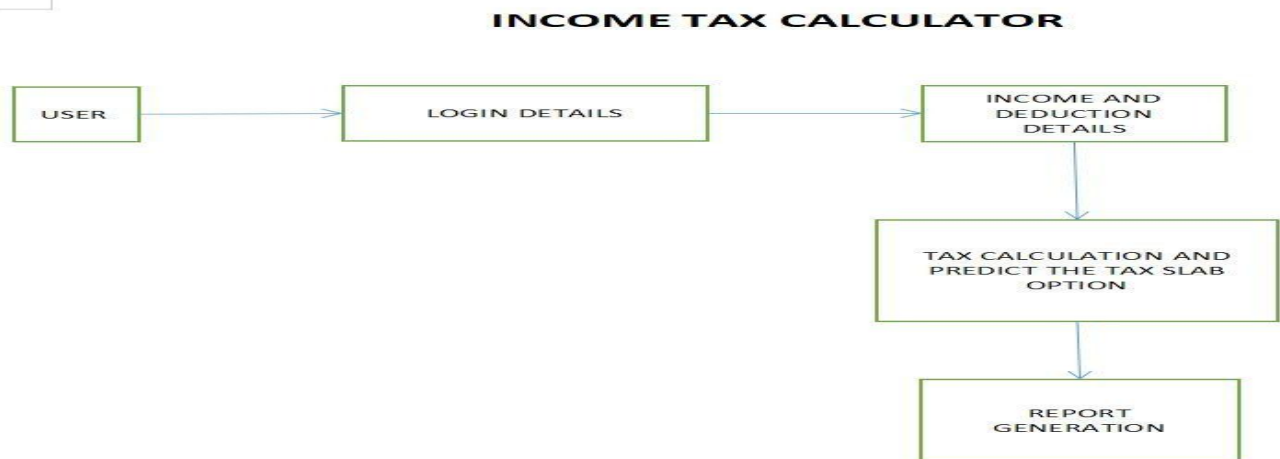 INCOME TAX CALCULATOR
USER
LOGIN DETAILS
INCOME AND
DEDUCTION
DETAILS
TAX CALCULATION AND
PREDICT THE TAX SLAB
OPTION
REPORT
GENERATION